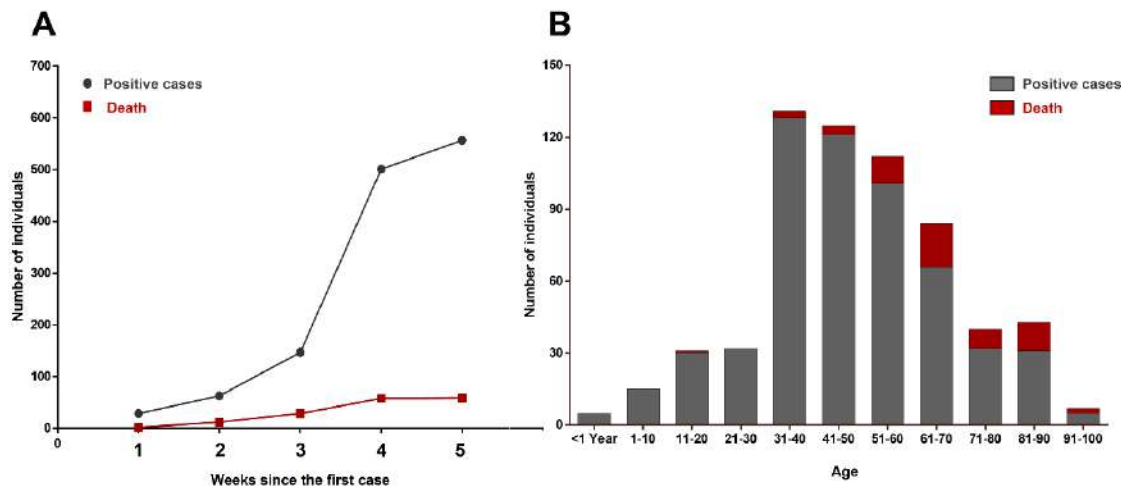 A
Positive cases
Death
700
600
500
400
300
200
100
0
0
1
2
3
4
5
Number of individuals
Weeks since the first case
B
Positive cases
Death
150
120
90
60
30
0
<1 Year
1-10
11-20
21-30
31-40
41-50
51-60
61-70
71-80
81-90
91-100
Number of individuals
Age